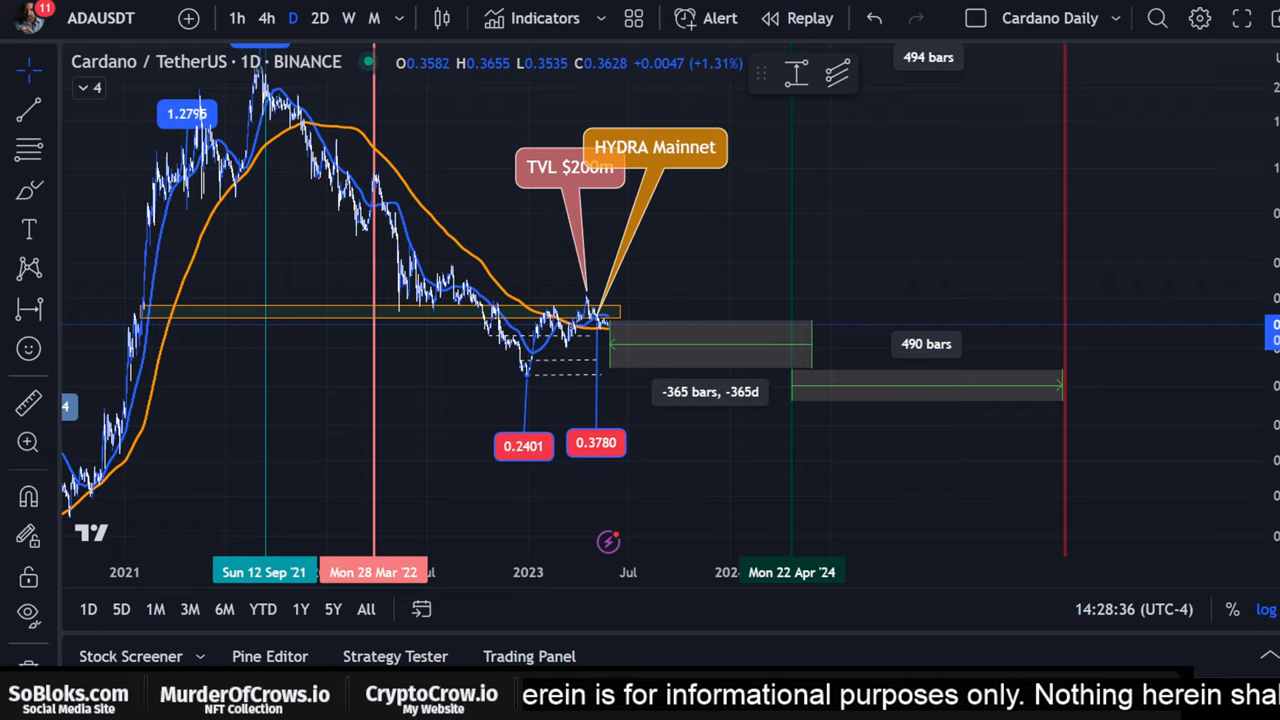 11
ADAUSDT
1h 4h D 2D W M
Indicators
Alert
Replay
Cardano Daily
Cardano / TetherUS · 1D · BINANCE
O0.3582 H0.3655 L0.3535 C0.3628 +0.0047 (+1.31%)
4
494 bars
1.2795
HYDRA Mainnet
TVL $200m
490 bars
-365 bars, -365d
4
0.2401
0.3780
2021
Sun 12 Sep '21
Mon 28 Mar '22
2023
Jul
Mon 22 Apr '24
1D 5D 1M 3M 6M YTD 1Y 5Y All
14:28:36 (UTC-4)
%
log
Stock Screener
Pine Editor
Strategy Tester
Trading Panel
SoBloks.com
Social Media Site
MurderOfCrows.io
NFT Collection
CryptoCrow.io
My Website
erein is for informational purposes only. Nothing herein shal